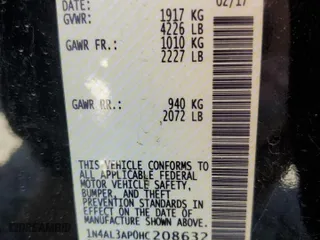 DATE: 02/17
GVWR: 1917 KG
4226 LB
GAWR FR: 1010 KG
2227 LB
GAWR RR: 940 KG
2072 LB
THIS VEHICLE CONFORMS TO
ALL APPLICABLE FEDERAL
MOTOR VEHICLE SAFETY,
BUMPER, AND THEFT
PREVENTION STANDARDS IN
EFFECT ON THE DATE OF
MANUFACTURE SHOWN ABOVE.
1N4AL3AP0HC208632